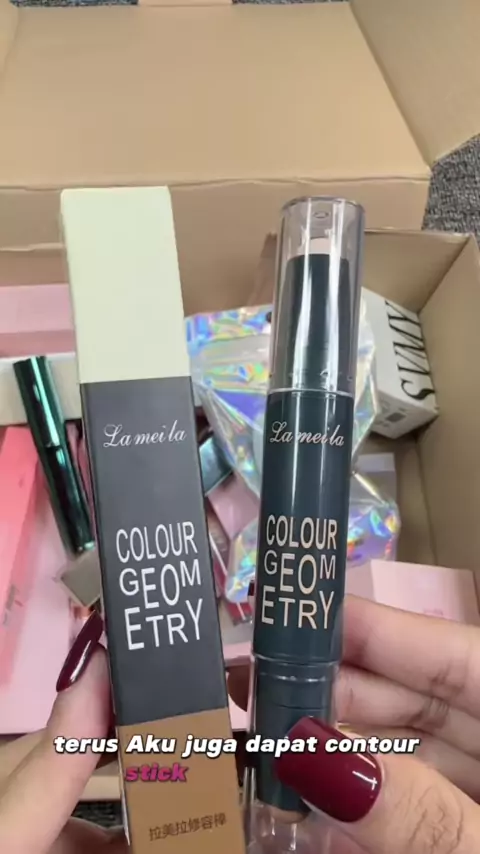 SVMY
La mei la
COLOUR
GEOM
ETRY
La mei la
COLOUR
GEOM
ETRY
terus Aku juga dapat contour
stick
拉美拉修容棒